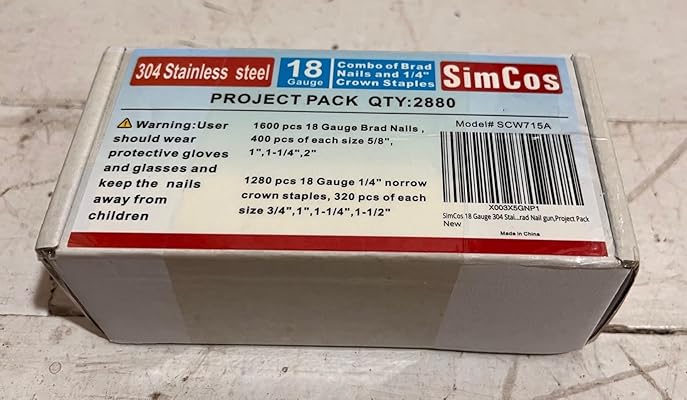 304 Stainless steel
18
Gauge
Combo of Brad
Nails and 1/4"
Crown Staples
SimCos
PROJECT PACK QTY:2880
Warning:User
should wear
protective gloves
and glasses and
keep the nails
away from
children
1600 pcs 18 Gauge Brad Nails ,
400 pcs of each size 5/8",
1",1-1/4",2"
1280 pcs 18 Gauge 1/4" norrow
crown staples, 320 pcs of each
size 3/4",1",1-1/4",1-1/2"
Model# SCW715A
X003X5GNP1
SimCos 18 Gauge 304 Stai...rad Nail gun,Project Pack
New
Made in China